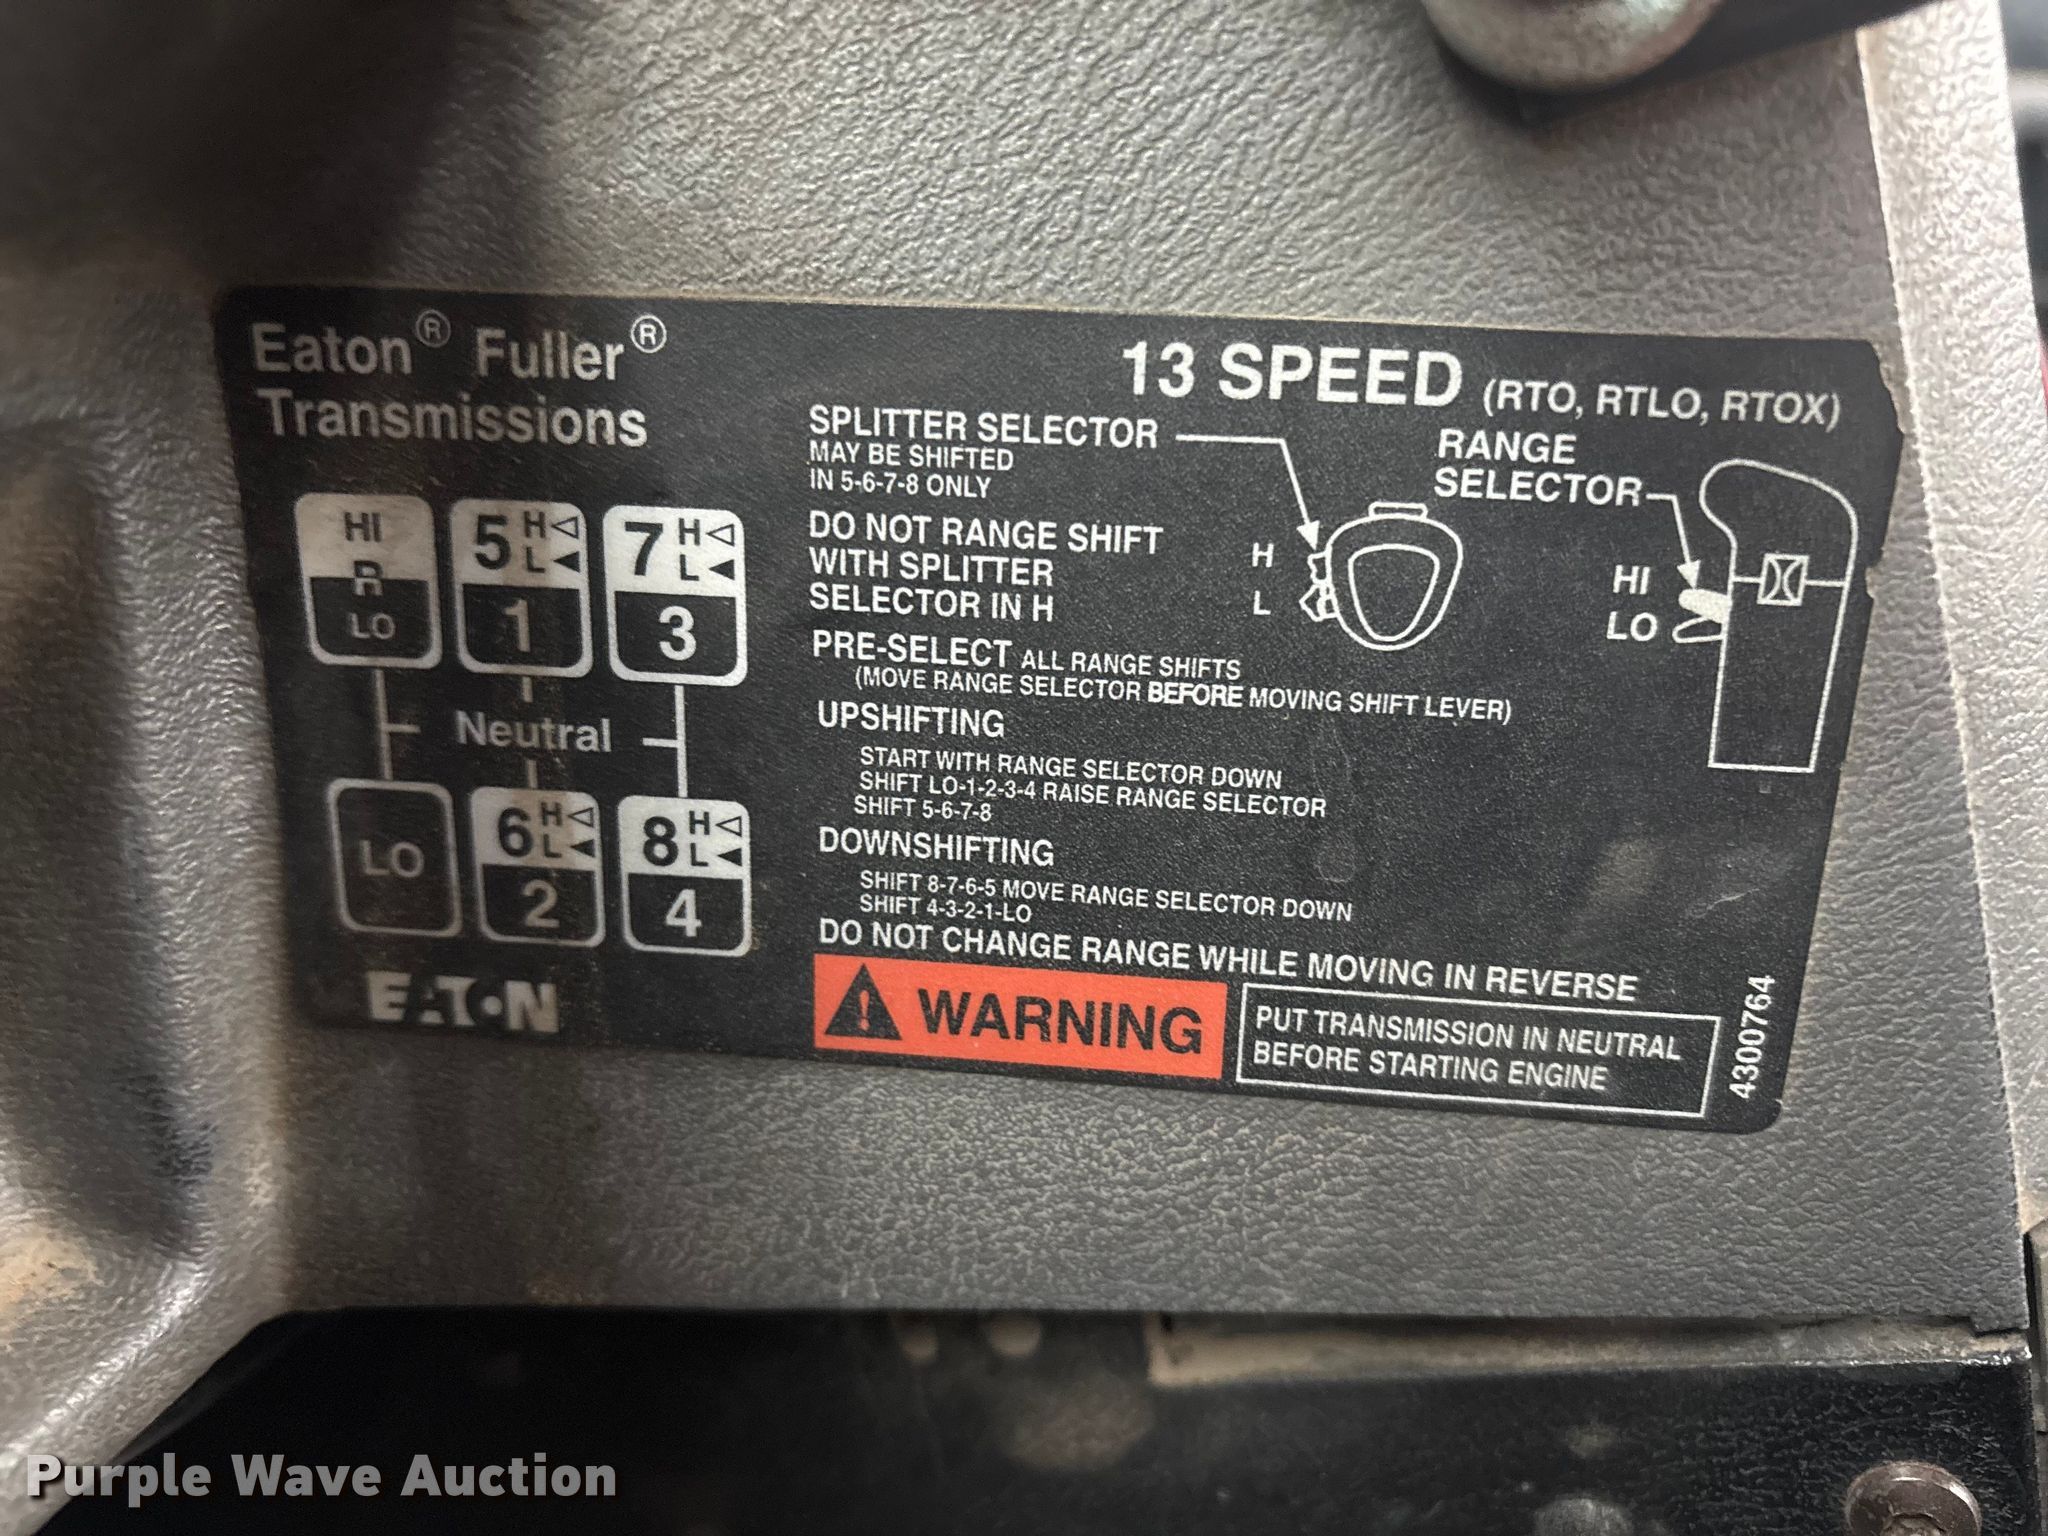 Eaton® Fuller®
Transmissions
13 SPEED (RTO, RTLO, RTOX)
HI
R
LO
5 H
L
1
7 H
L
3
Neutral
LO
6 H
L
2
8 H
L
4
EATON
SPLITTER SELECTOR
MAY BE SHIFTED
IN 5-6-7-8 ONLY
DO NOT RANGE SHIFT
WITH SPLITTER
SELECTOR IN H
H
L
RANGE
SELECTOR
HI
LO
PRE-SELECT ALL RANGE SHIFTS
(MOVE RANGE SELECTOR BEFORE MOVING SHIFT LEVER)
UPSHIFTING
START WITH RANGE SELECTOR DOWN
SHIFT LO-1-2-3-4 RAISE RANGE SELECTOR
SHIFT 5-6-7-8
DOWNSHIFTING
SHIFT 8-7-6-5 MOVE RANGE SELECTOR DOWN
SHIFT 4-3-2-1-LO
DO NOT CHANGE RANGE WHILE MOVING IN REVERSE
WARNING
PUT TRANSMISSION IN NEUTRAL
BEFORE STARTING ENGINE
4300764
Purple Wave Auction